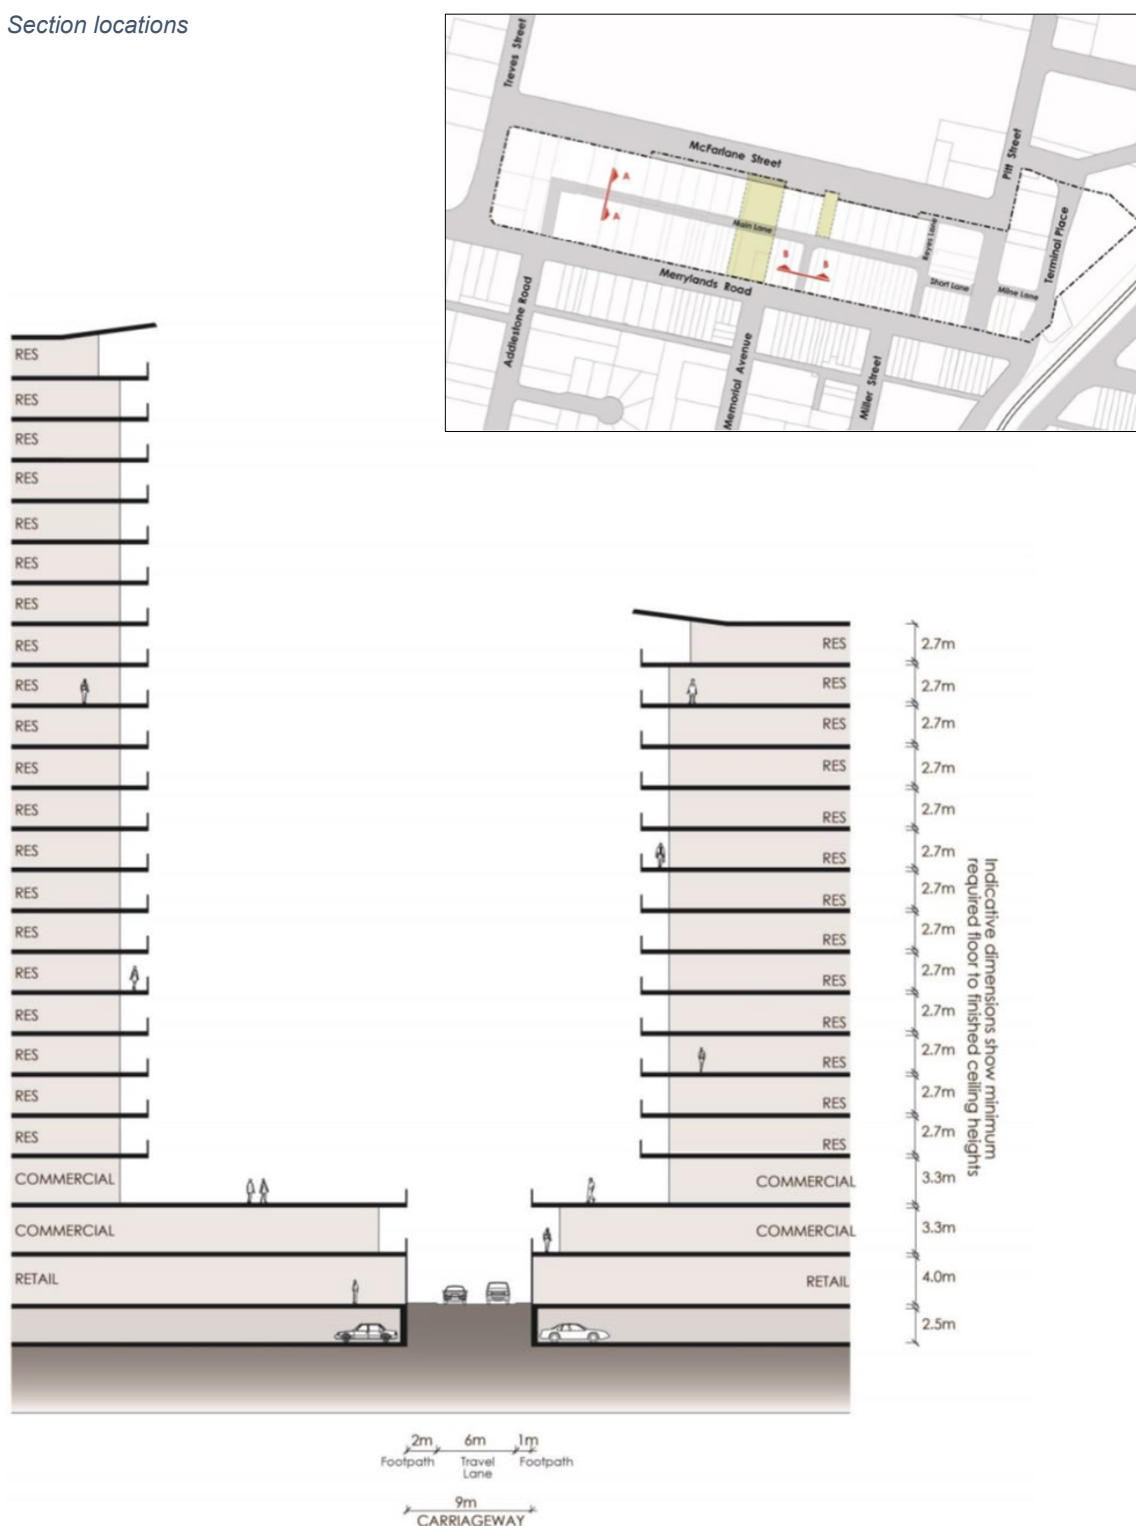 Section locations
Treves Street
McFarlane Street
Pitt Street
Terminal Place
A
A
Main Lane
Keyes Lane
B
B
Short Lane
Milne Lane
Merrylands Road
Addlestone Road
Memorial Avenue
Miller Street
RES
RES
RES
RES
RES
RES
RES
RES RES 2.7m
RES RES 2.7m
RES RES 2.7m
RES RES 2.7m
RES RES 2.7m
RES RES 2.7m
RES RES 2.7m
RES RES 2.7m
RES RES 2.7m
RES RES 2.7m
RES RES 2.7m
RES RES 2.7m
RES RES 2.7m
COMMERCIAL COMMERCIAL 3.3m
COMMERCIAL COMMERCIAL 3.3m
RETAIL RETAIL 4.0m
2.5m
Indicative dimensions show minimum
required floor to finished ceiling heights
2m 6m 1m
Footpath Travel Footpath
Lane
9m
CARRIAGEWAY